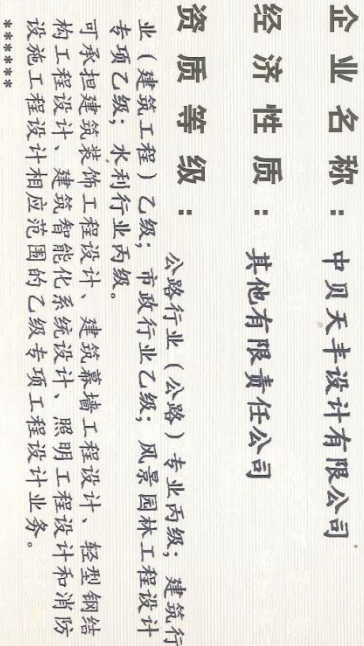 企业名称：中贝天丰设计有限公司
经济性质：其他有限责任公司
资质等级：公路行业（公路）专业丙级；建筑行
业（建筑工程）乙级；市政行业乙级；风景园林工程设计
专项乙级；水利行业丙级。
可承担建筑装饰工程设计、建筑幕墙工程设计、轻型钢结
构工程设计、建筑智能化系统设计、照明工程设计和消防
设施工程设计相应范围的乙级专项工程设计业务。
******